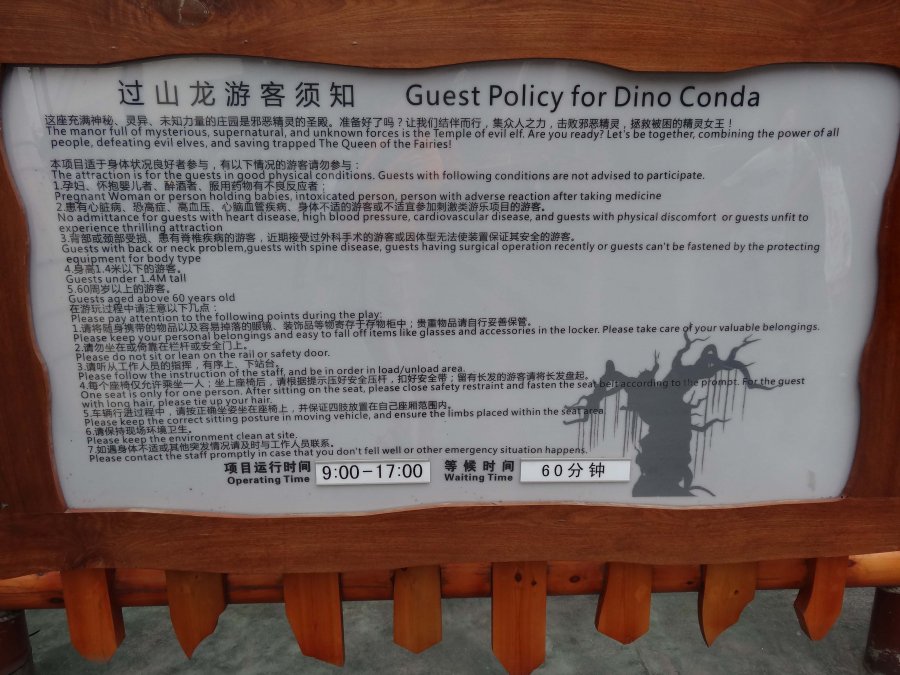 过山龙游客须知 Guest Policy for Dino Conda
这座充满神秘、灵异、未知力量的庄园是邪恶精灵的圣殿。准备好了吗？让我们结伴而行，集众人之力，击败邪恶精灵，拯救被困的精灵女王！
The manor full of mysterious, supernatural, and unknown forces is the Temple of evil elf. Are you ready? Let's be together, combining the power of all
people, defeating evil elves, and saving trapped The Queen of the Fairies!
本项目适于身体状况良好者参与，有以下情况的游客请勿参与：
The attraction is for the guests in good physical conditions. Guests with following conditions are not advised to participate.
1.孕妇、怀抱婴儿者、醉酒者、服用药物有不良反应者；
Pregnant Woman or person holding babies, intoxicated person, person with adverse reaction after taking medicine
2.患有心脏病、恐高症、高血压、心脑血管疾病、身体不适的游客或不适宜参加刺激类游乐项目的游客。
No admittance for guests with heart disease, high blood pressure, cardiovascular disease, and guests with physical discomfort or guests unfit to
experience thrilling attraction
3.背部或颈部受损、患有脊椎疾病的游客，近期接受过外科手术的游客或因体型无法使装置保证其安全的游客。
Guests with back or neck problem,guests with spine disease, guests having surgical operation recently or guests can't be fastened by the protecting
equipment for body type
4.身高1.4米以下的游客。
Guests under 1.4M tall
5.60周岁以上的游客。
Guests aged above 60 years old
在游玩过程中请注意以下几点：
Please pay attention to the following points during the play:
1.请将随身携带的物品以及容易掉落的眼镜、装饰品等物寄存于存物柜中；贵重物品请自行妥善保管。
Please keep your personal belongings and easy to fall off items like glasses and accessories in the locker. Please take care of your valuable belongings.
2.请勿坐在或倚靠在栏杆或安全门上。
Please do not sit or lean on the rail or safety door.
3.请听从工作人员的指挥，有序上、下站台。
Please follow the instruction of the staff, and be in order in load/unload area.
4.每个座椅仅允许乘坐一人；坐上座椅后，请根据提示压好安全压杆，扣好安全带；留有长发的游客请将长发盘起。
One seat is only for one person. After sitting on the seat, please close safety restraint and fasten the seat belt according to the prompt. For the guest
with long hair, please tie up your hair.
5.车辆行进过程中，请按正确坐姿坐在座椅上，并保证四肢放置在自己座厢范围内。
Please keep the correct sitting posture in moving vehicle, and ensure the limbs placed within the seat area
6.请保持现场环境卫生。
Please keep the environment clean at site.
7.如遇身体不适或其他突发情况请及时与工作人员联系。
Please contact the staff promptly in case that you don't fell well or other emergency situation happens.
项目运行时间 9:00-17:00 等候时间 60分钟
Operating Time Waiting Time